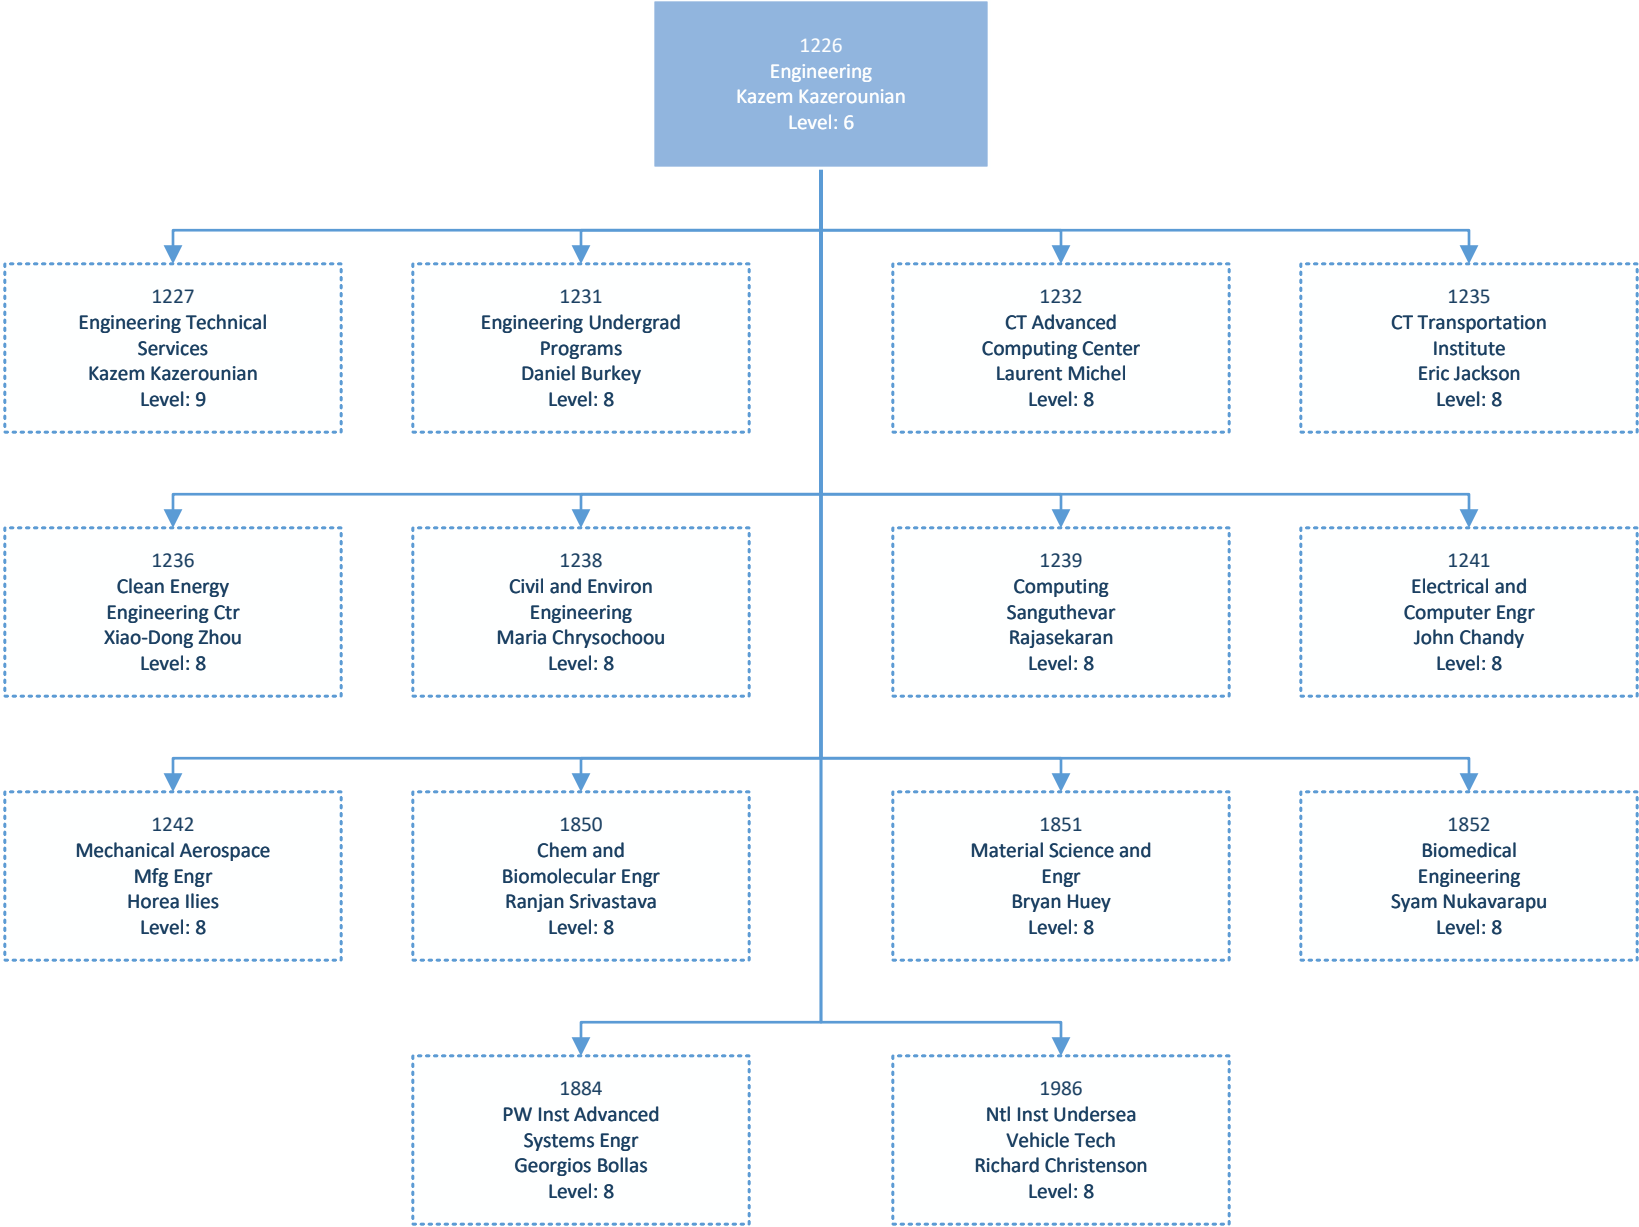 1226
Engineering
Kazem Kazerounian
Level: 6
1227
Engineering Technical
Services
Kazem Kazerounian
Level: 9
1231
Engineering Undergrad
Programs
Daniel Burkey
Level: 8
1232
CT Advanced
Computing Center
Laurent Michel
Level: 8
1235
CT Transportation
Institute
Eric Jackson
Level: 8
1236
Clean Energy
Engineering Ctr
Xiao-Dong Zhou
Level: 8
1238
Civil and Environ
Engineering
Maria Chrysochoou
Level: 8
1239
Computing
Sanguthevar
Rajasekaran
Level: 8
1241
Electrical and
Computer Engr
John Chandy
Level: 8
1242
Mechanical Aerospace
Mfg Engr
Horea Ilies
Level: 8
1850
Chem and
Biomolecular Engr
Ranjan Srivastava
Level: 8
1851
Material Science and
Engr
Bryan Huey
Level: 8
1852
Biomedical
Engineering
Syam Nukavarapu
Level: 8
1884
PW Inst Advanced
Systems Engr
Georgios Bollas
Level: 8
1986
Ntl Inst Undersea
Vehicle Tech
Richard Christenson
Level: 8